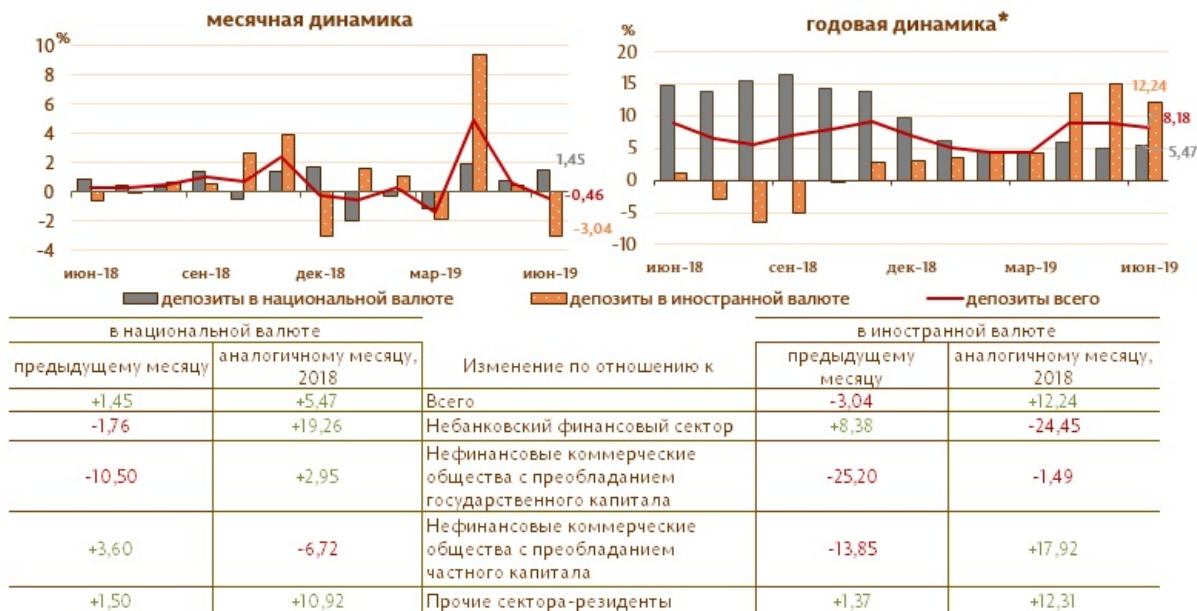 месячная динамика
%
10
8
6
4
2
0
-2
-4
июн-18
сен-18
дек-18
мар-19
июн-19
1,45
-0,46
-3,04
годовая динамика*
%
20
15
10
5
0
-5
-10
июн-18
сен-18
дек-18
мар-19
июн-19
12,24
8,18
5,47
депозиты в национальной валюте
депозиты в иностранной валюте
депозиты всего
в национальной валюте
Изменение по отношению к
в иностранной валюте
предыдущему месяцу
аналогичному месяцу,
2018
предыдущему
месяцу
аналогичному месяцу,
2018
+1,45 +5,47 Всего -3,04 +12,24
-1,76 +19,26 Небанковский финансовый сектор +8,38 -24,45
Нефинансовые коммерческие
-10,50 +2,95 общества с преобладанием -25,20 -1,49
государственного капитала
Нефинансовые коммерческие
+3,60 -6,72 общества с преобладанием -13,85 +17,92
частного капитала
+1,50 +10,92 Прочие сектора-резиденты +1,37 +12,31